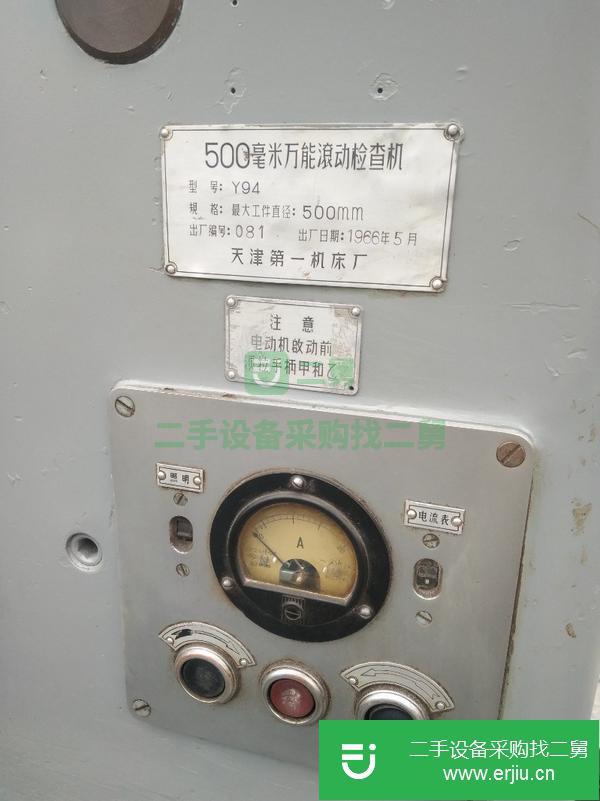 500毫米万能滚动检查机
型 号: Y94
规 格: 最大工件直径: 500mm
出厂编号: 081 出厂日期: 1966年5月
天津第一机床厂
注 意
电动机啟动前
手柄甲和乙
二舅
二手设备采购找二舅
照明
电流表
A
二手设备采购找二舅
www.erjiu.cn